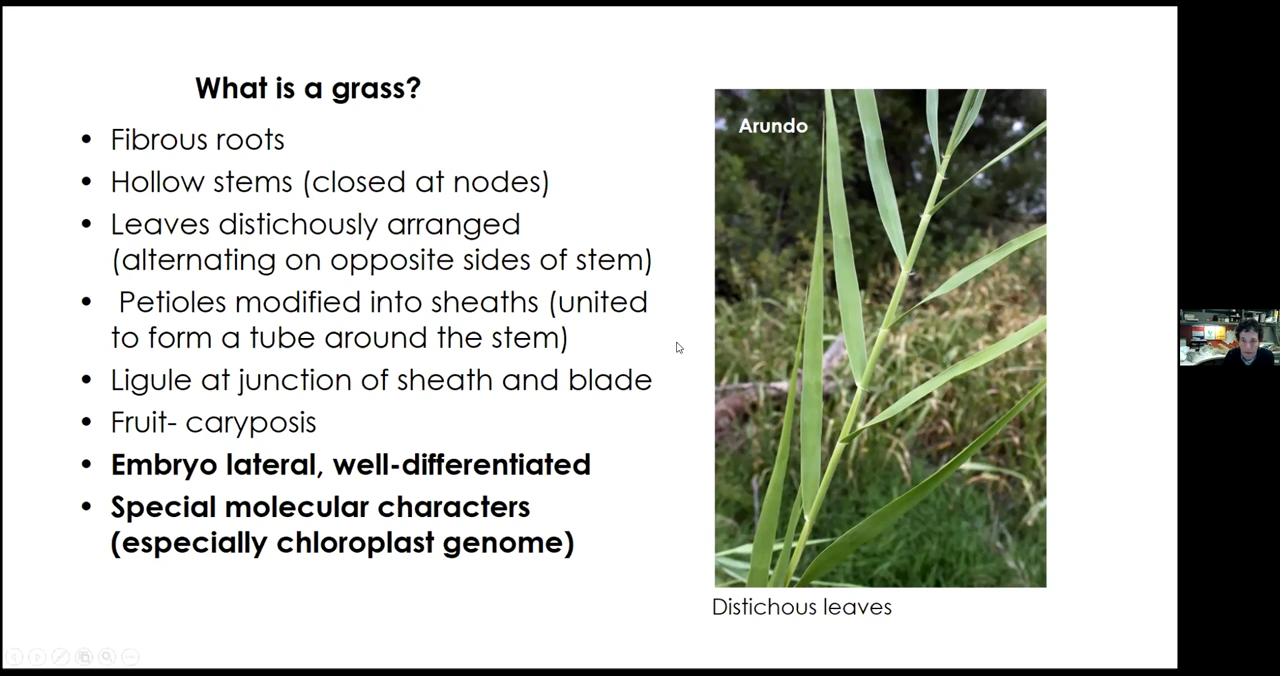 What is a grass?
• Fibrous roots
• Hollow stems (closed at nodes)
• Leaves distichously arranged
(alternating on opposite sides of stem)
• Petioles modified into sheaths (united
to form a tube around the stem)
• Ligule at junction of sheath and blade
• Fruit- caryposis
• Embryo lateral, well-differentiated
• Special molecular characters
(especially chloroplast genome)
Arundo
Distichous leaves